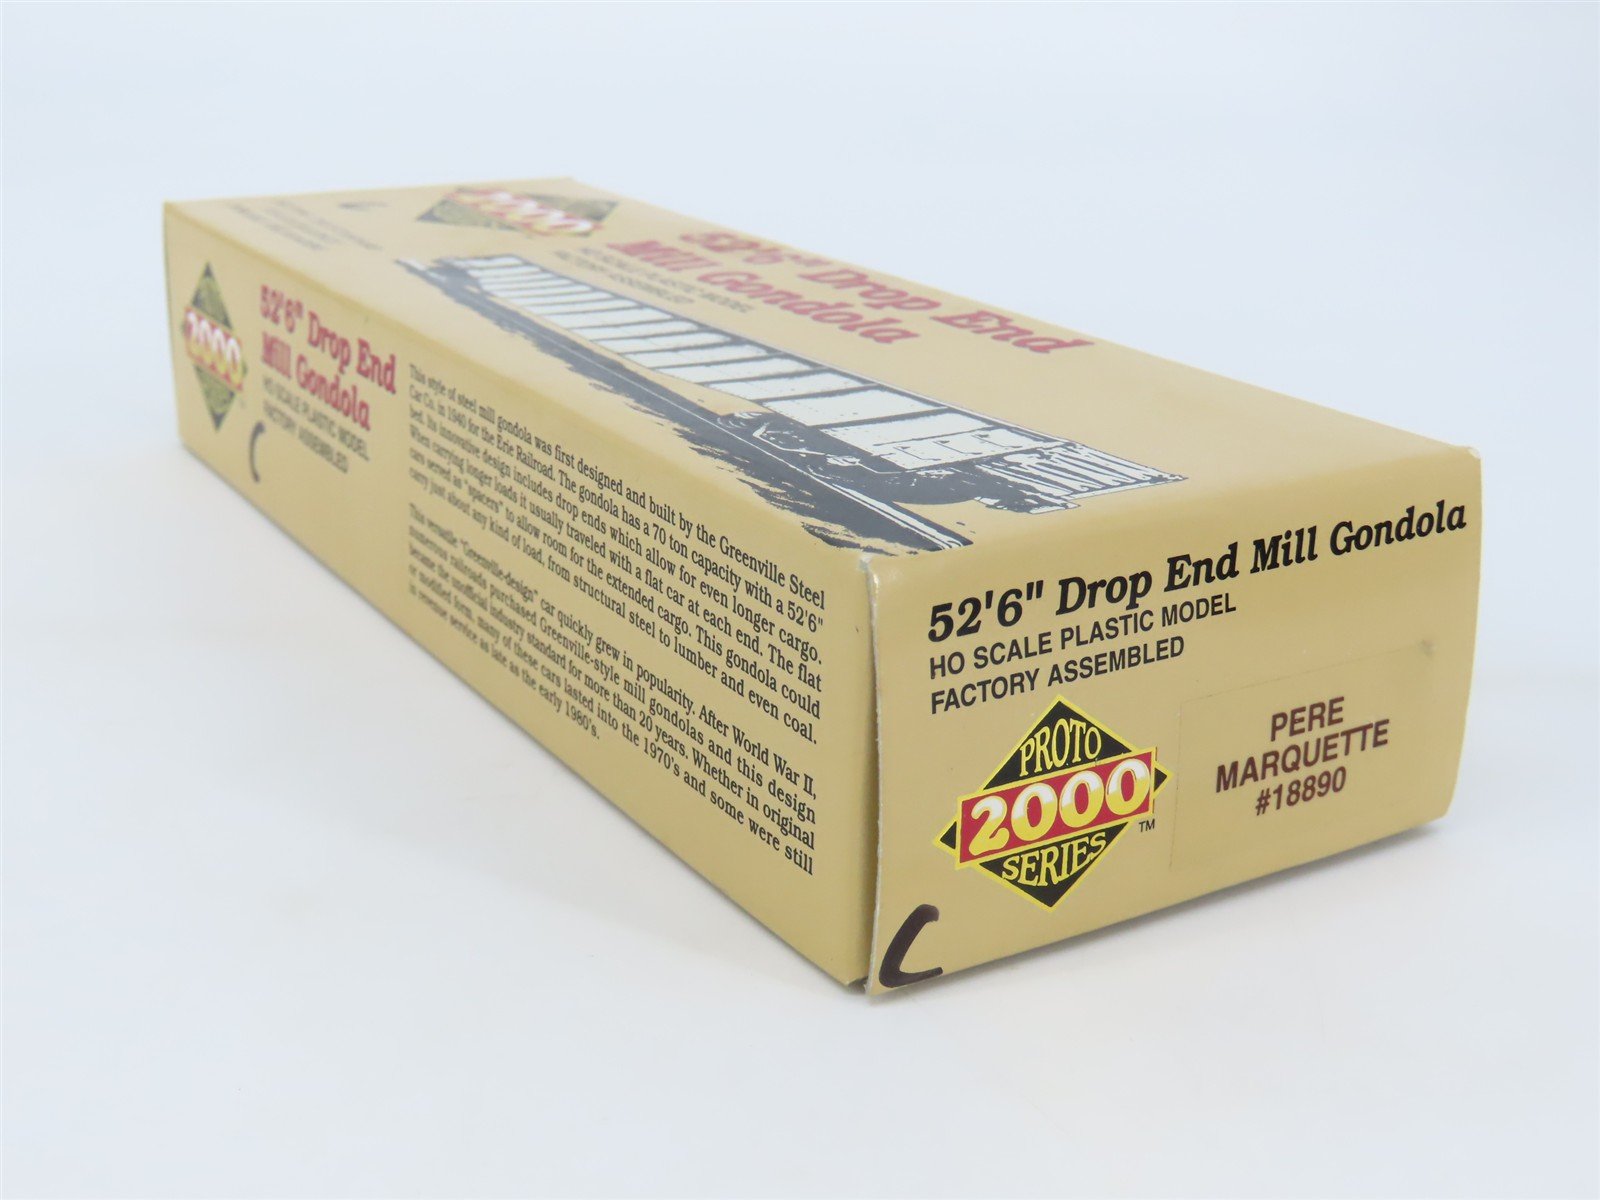 2000
52'6" Drop End
Mill Gondola
HO SCALE PLASTIC MODEL
FACTORY ASSEMBLED
2000
52'6" Drop End
Mill Gondola
HO SCALE PLASTIC MODEL
FACTORY ASSEMBLED
C
This style of steel mill gondola was first designed and built by the Greenville Steel
Car Co. in 1940 for the Erie Railroad. The gondola has a 70 ton capacity with a 52'6"
bed. Its innovative design includes drop ends which allow for even longer cargo.
When carrying longer loads it usually traveled with a flat car at each end. The flat
cars served as "spacers" to allow room for the extended cargo. This gondola could
carry just about any kind of load, from structural steel to lumber and even coal.
This versatile "Greenville-design" car quickly grew in popularity. After World War II,
numerous railroads purchased Greenville-style mill gondolas and this design
became the unofficial industry standard for more than 20 years. Whether in original
or modified form, many of these cars lasted into the 1970's and some were still
in revenue service as late as the early 1980's.
52'6" Drop End Mill Gondola
HO SCALE PLASTIC MODEL
FACTORY ASSEMBLED
PROTO
2000
SERIES
TM
PERE
MARQUETTE
#18890
C